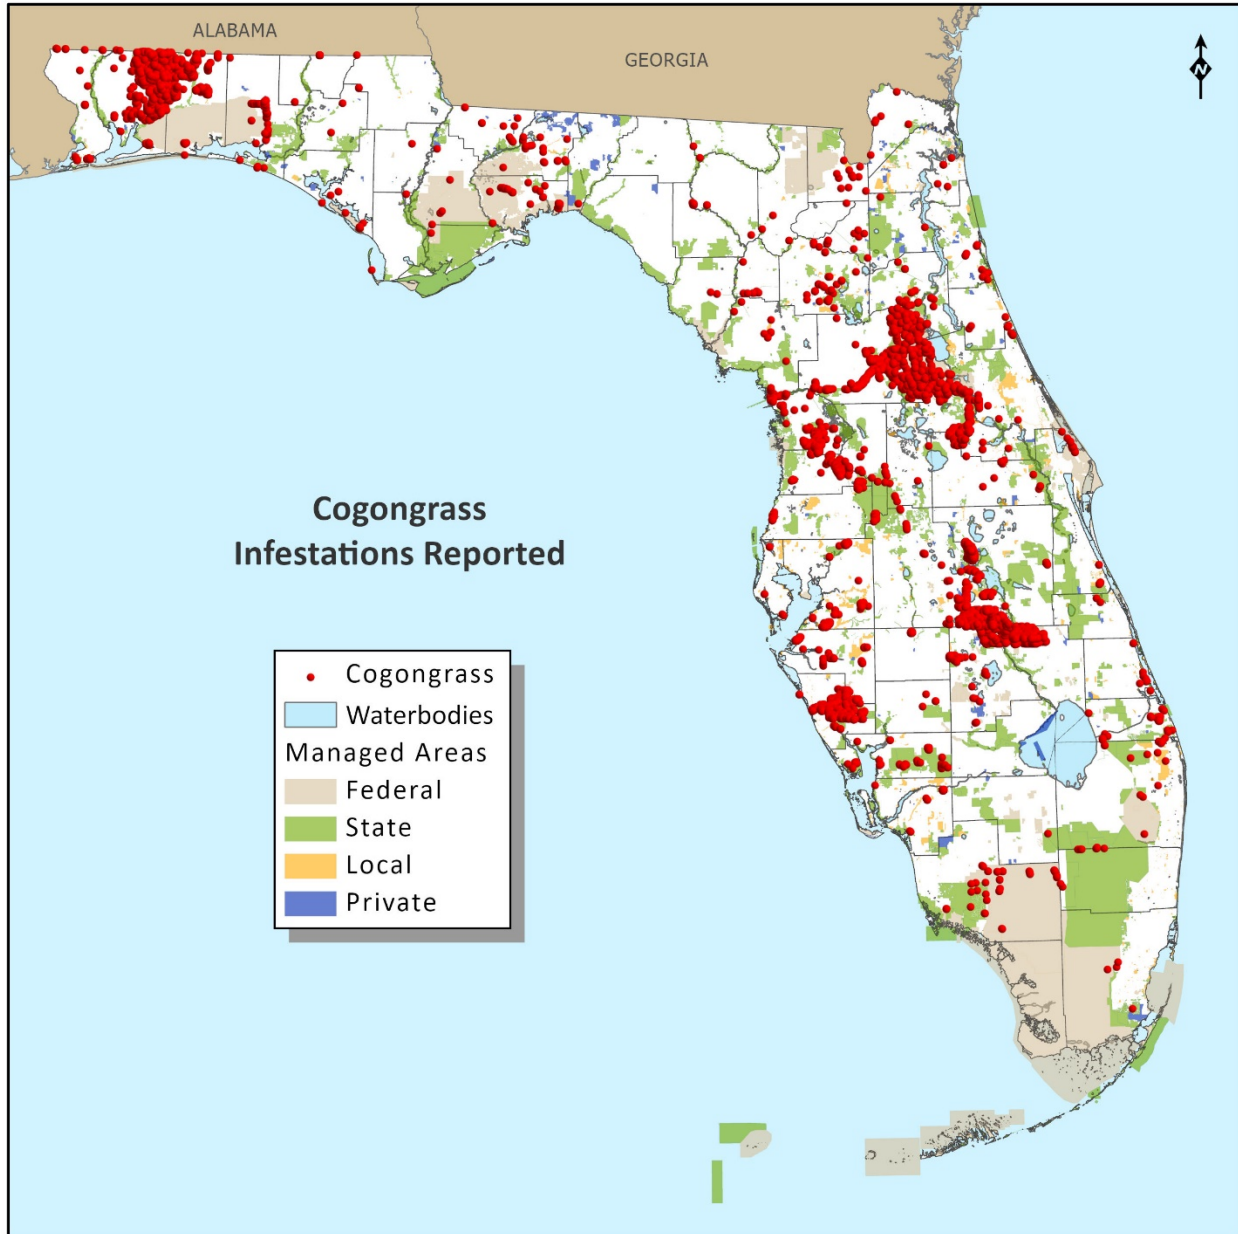 ALABAMA
GEORGIA
N
Cogongrass
Infestations Reported
Cogongrass
Waterbodies
Managed Areas
Federal
State
Local
Private